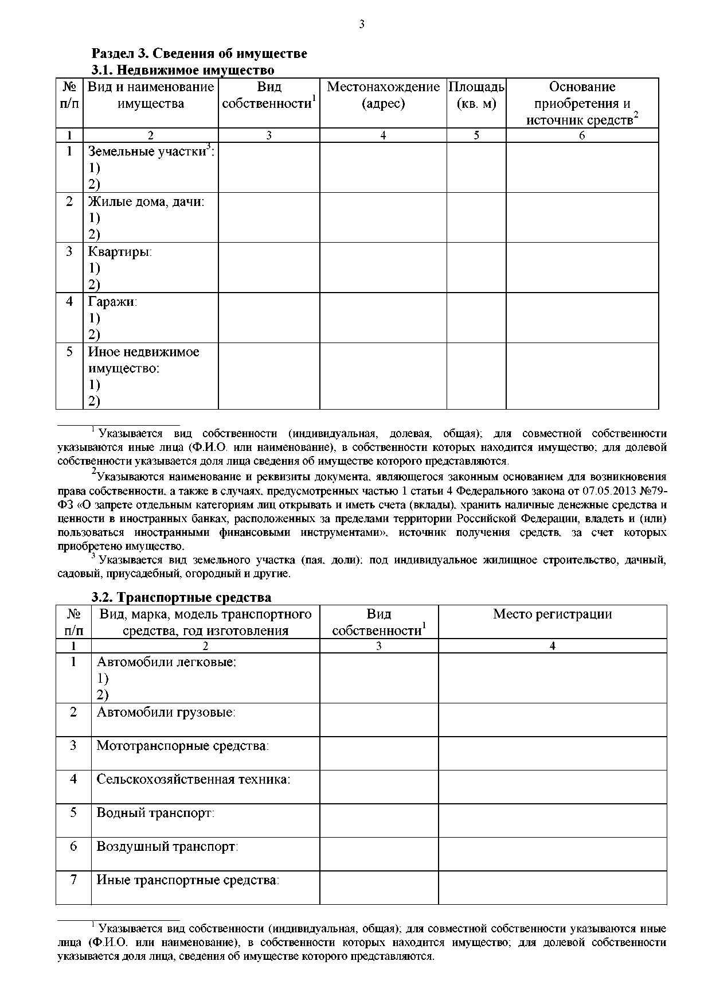 3
Раздел 3. Сведения об имуществе
3.1. Недвижимое имущество
№ Вид и наименование Вид Местонахождение Площадь Основание
п/п имущества собственности¹ (адрес) (кв. м) приобретения и
источник средств²
1 2 3 4 5 6
1 Земельные участки³:
1)
2)
2 Жилые дома, дачи:
1)
2)
3 Квартиры:
1)
2)
4 Гаражи:
1)
2)
5 Иное недвижимое
имущество:
1)
2)
¹ Указывается вид собственности (индивидуальная, долевая, общая); для совместной собственности
указываются иные лица (Ф.И.О. или наименование), в собственности которых находится имущество; для долевой
собственности указывается доля лица сведения об имуществе которого представляются.
²Указываются наименование и реквизиты документа, являющегося законным основанием для возникновения
права собственности, а также в случаях, предусмотренных частью 1 статьи 4 Федерального закона от 07.05.2013 №79-
ФЗ «О запрете отдельным категориям лиц открывать и иметь счета (вклады), хранить наличные денежные средства и
ценности в иностранных банках, расположенных за пределами территории Российской Федерации, владеть и (или)
пользоваться иностранными финансовыми инструментами», источник получения средств, за счет которых
приобретено имущество.
³ Указывается вид земельного участка (пая, доли): под индивидуальное жилищное строительство, дачный,
садовый, приусадебный, огородный и другие.
3.2. Транспортные средства
№ Вид, марка, модель транспортного Вид Место регистрации
п/п средства, год изготовления собственности¹
1 2 3 4
1 Автомобили легковые:
1)
2)
2 Автомобили грузовые:
3 Мототранспорные средства:
4 Сельскохозяйственная техника:
5 Водный транспорт:
6 Воздушный транспорт:
7 Иные транспортные средства:
¹ Указывается вид собственности (индивидуальная, общая); для совместной собственности указываются иные
лица (Ф.И.О. или наименование), в собственности которых находится имущество; для долевой собственности
указывается доля лица, сведения об имуществе которого представляются.